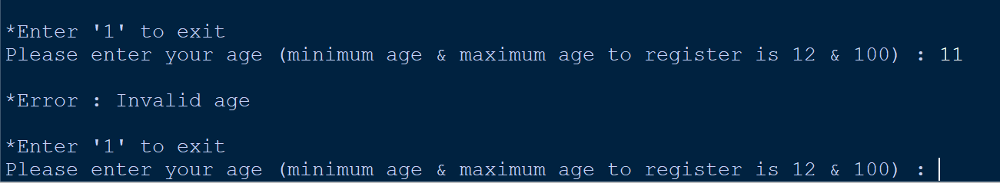 *Enter '1' to exit
Please enter your age (minimum age & maximum age to register is 12 & 100) : 11
*Error : Invalid age
*Enter '1' to exit
Please enter your age (minimum age & maximum age to register is 12 & 100) :